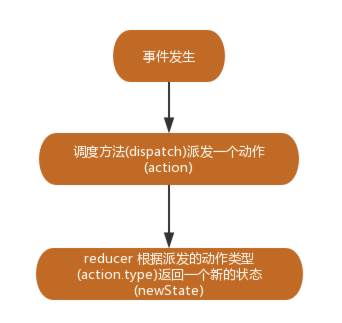 事件发生
调度方法(dispatch)派发一个动作
(action)
reducer 根据派发的动作类型
(action.type)返回一个新的状态
(newState)